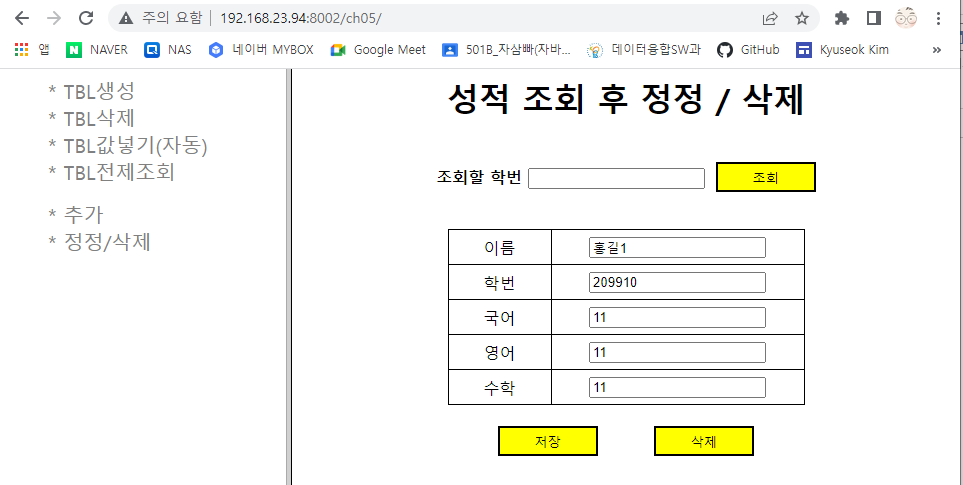 주의 요함 | 192.168.23.94:8002/ch05/
앱 NAVER NAS 네이버 MYBOX Google Meet 501B_자삼빠(자바... 데이터융합SW과 GitHub Kyuseok Kim »
* TBL생성
* TBL삭제
* TBL값넣기(자동)
* TBL전제조회
* 추가
* 정정/삭제
성적 조회 후 정정 / 삭제
조회할 학번 조회
이름 홍길1
학번 209910
국어 11
영어 11
수학 11
저장 삭제